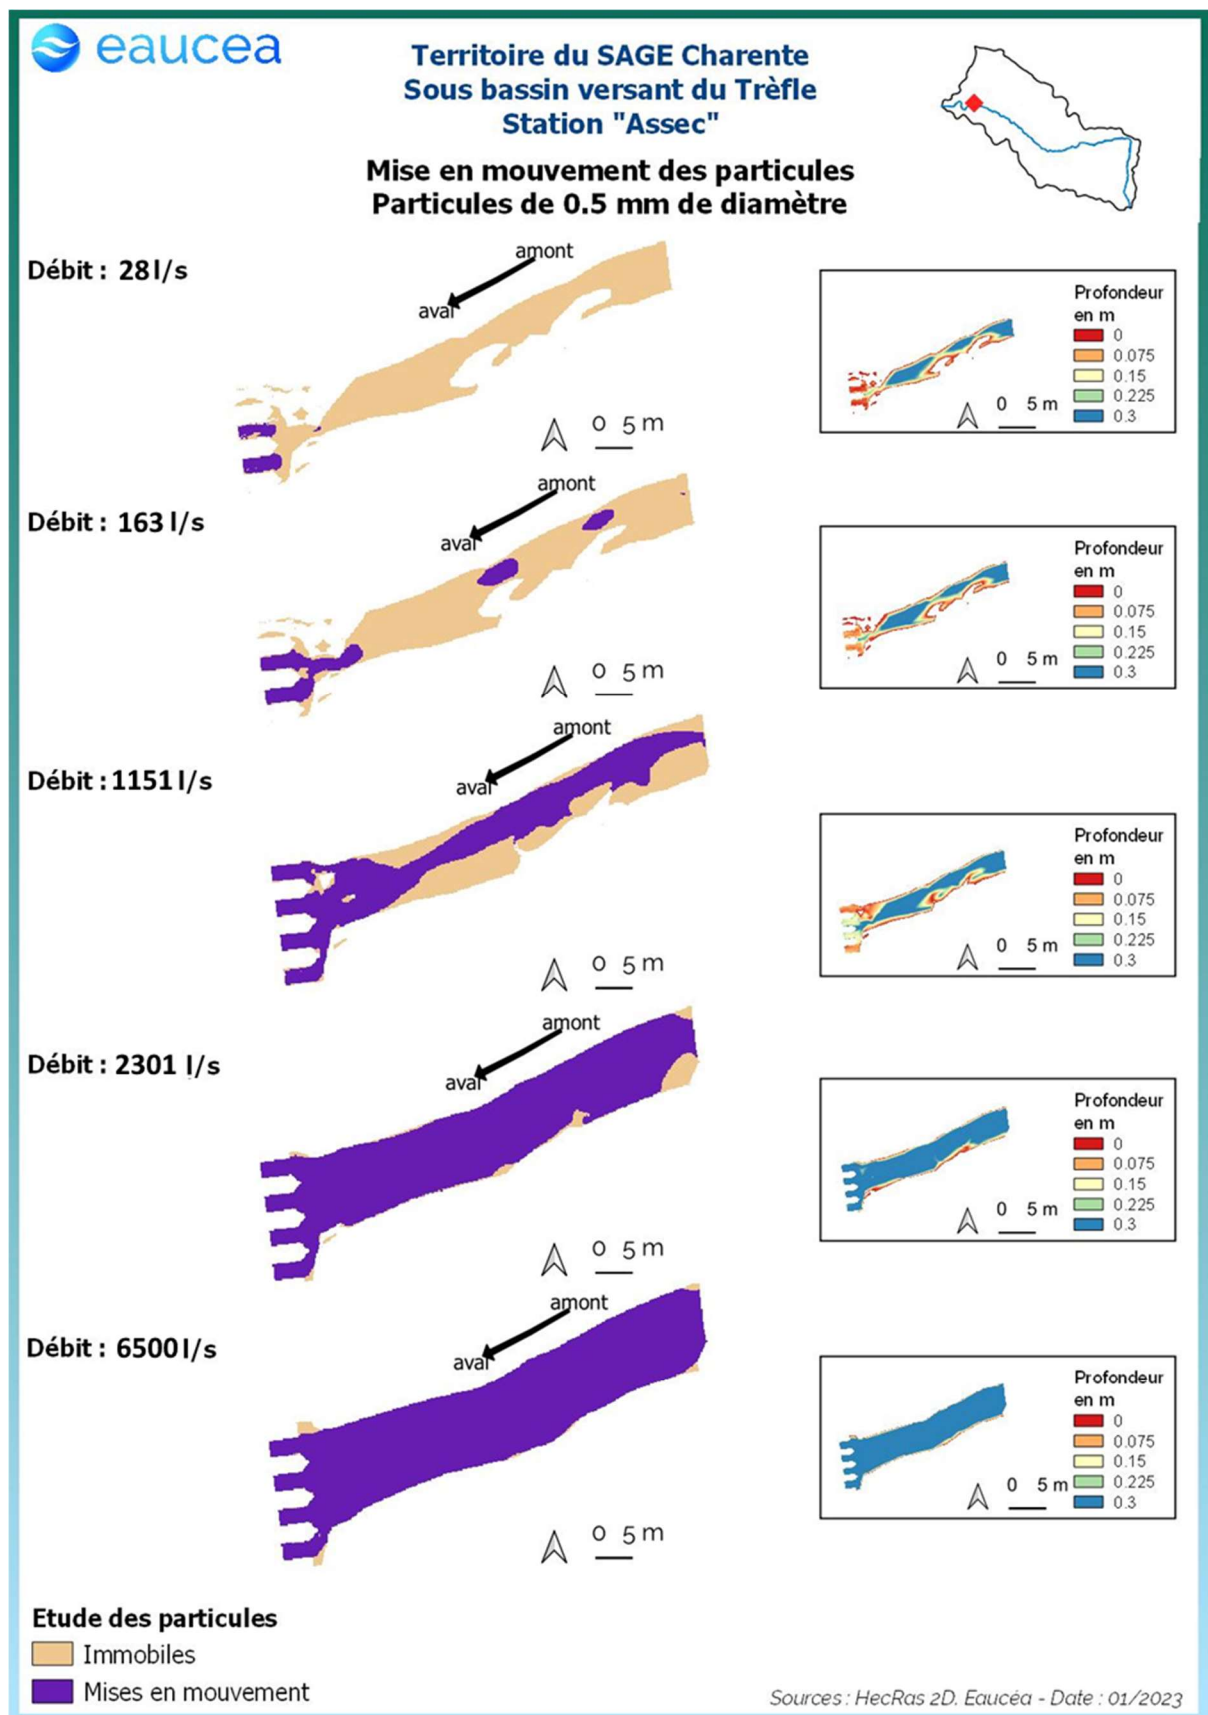 eaucea
Territoire du SAGE Charente
Sous bassin versant du Trèfle
Station "Assec"
Mise en mouvement des particules
Particules de 0.5 mm de diamètre
Débit : 28 l/s
amont
aval
0 5 m
Profondeur
en m
0
0.075
0.15
0.225
0.3
0 5 m
Débit : 163 l/s
amont
aval
0 5 m
Profondeur
en m
0
0.075
0.15
0.225
0.3
0 5 m
Débit : 1151 l/s
amont
aval
0 5 m
Profondeur
en m
0
0.075
0.15
0.225
0.3
0 5 m
Débit : 2301 l/s
amont
aval
0 5 m
Profondeur
en m
0
0.075
0.15
0.225
0.3
0 5 m
Débit : 6500 l/s
amont
aval
0 5 m
Profondeur
en m
0
0.075
0.15
0.225
0.3
0 5 m
Etude des particules
Immobiles
Mises en mouvement
Sources : HecRas 2D. Eaucéa - Date : 01/2023